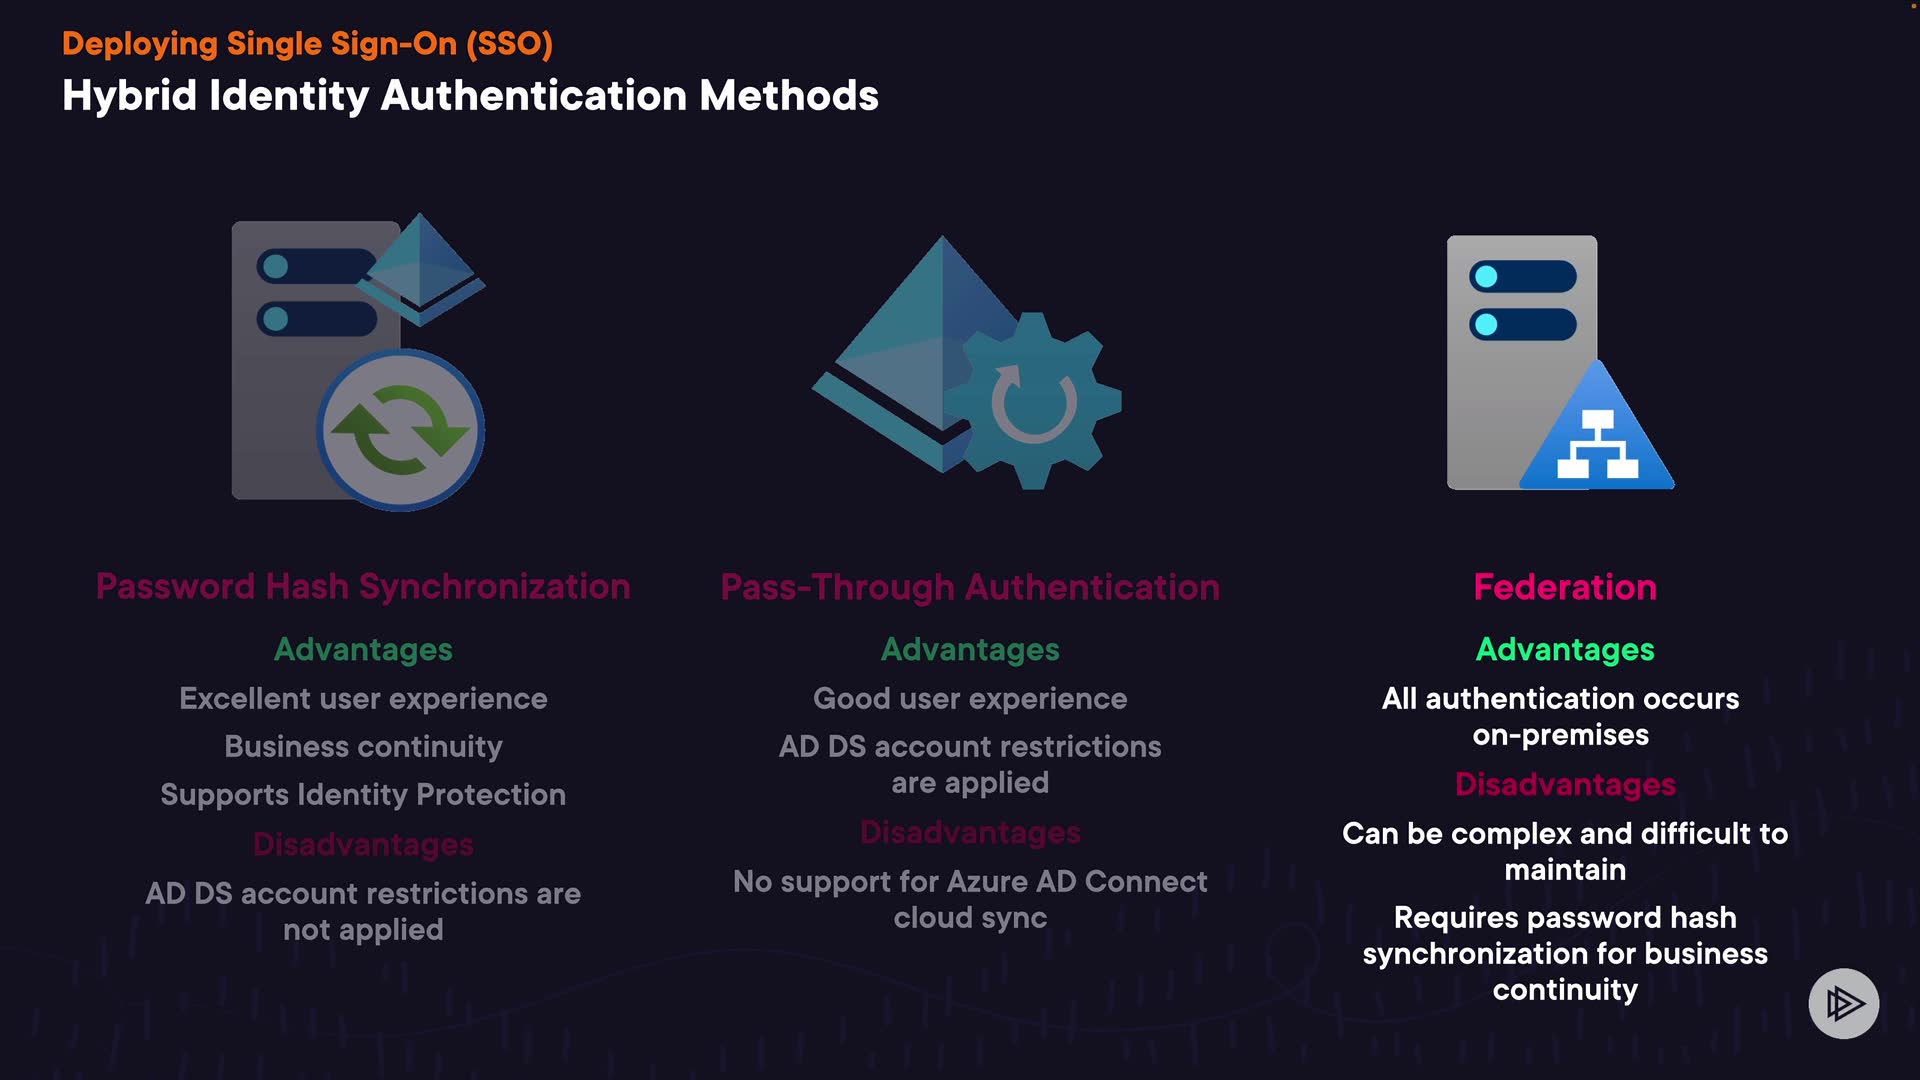 Deploying Single Sign-On (SSO)
Hybrid Identity Authentication Methods
Password Hash Synchronization
Advantages
Excellent user experience
Business continuity
Supports Identity Protection
Disadvantages
AD DS account restrictions are
not applied
Pass-Through Authentication
Advantages
Good user experience
AD DS account restrictions
are applied
Disadvantages
No support for Azure AD Connect
cloud sync
Federation
Advantages
All authentication occurs
on-premises
Disadvantages
Can be complex and difficult to
maintain
Requires password hash
synchronization for business
continuity